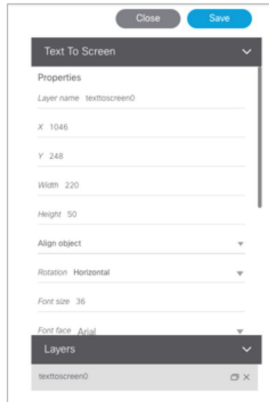 Close Save
Text To Screen
Properties
Layer name texttoscreen0
X 1046
Y 248
Width 220
Height 50
Align object
Rotation Horizontal
Font size 36
Font face Arial
Layers
texttoscreen0